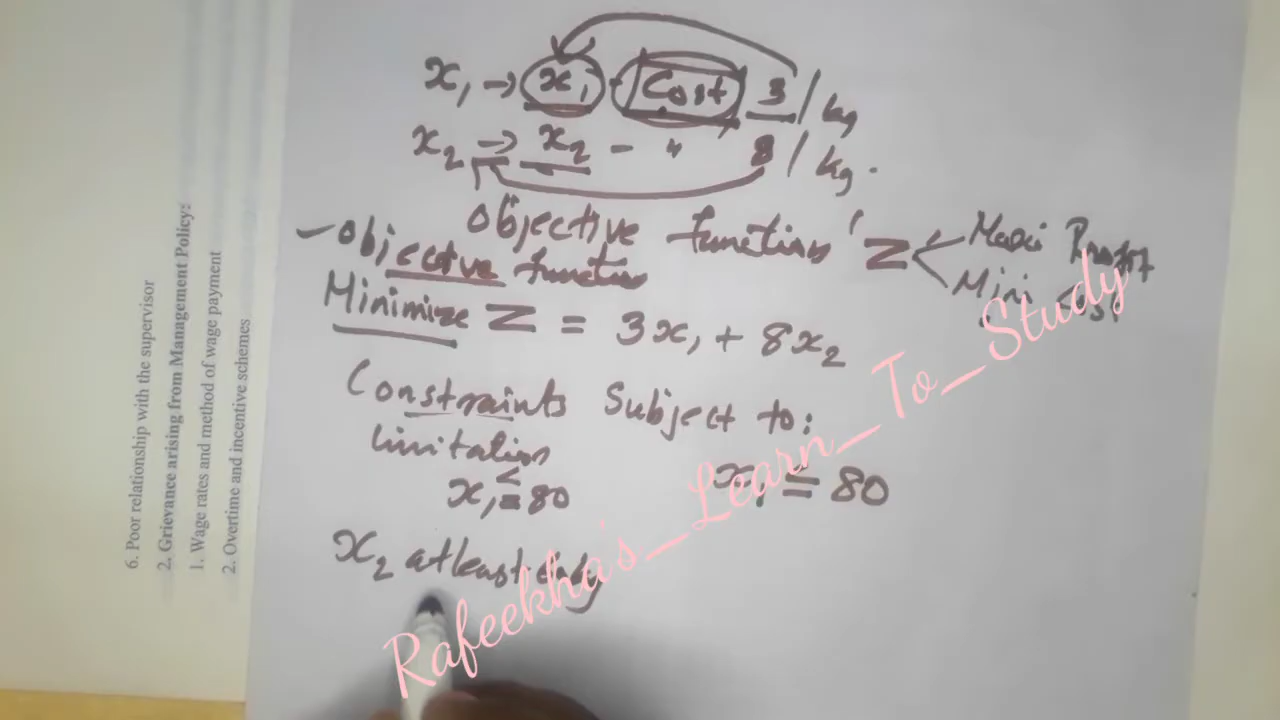 x₁ → x₁ - Cost 3 / kg
x₂ → x₂ - " 8 / kg.
Objective function 'Z
Maxi Profit
Mini Cost
- Objective function
Minimize Z = 3x₁ + 8x₂
Constraints Subject to:
limitation
x₁ ≤ 80
x₁ ≤ 80
x₂ atleast
Rafeekha's_Learn_To_Study
6. Poor relationship with the supervisor
2. Grievance arising from Management Policy:
1. Wage rates and method of wage payment
2. Overtime and incentive schemes